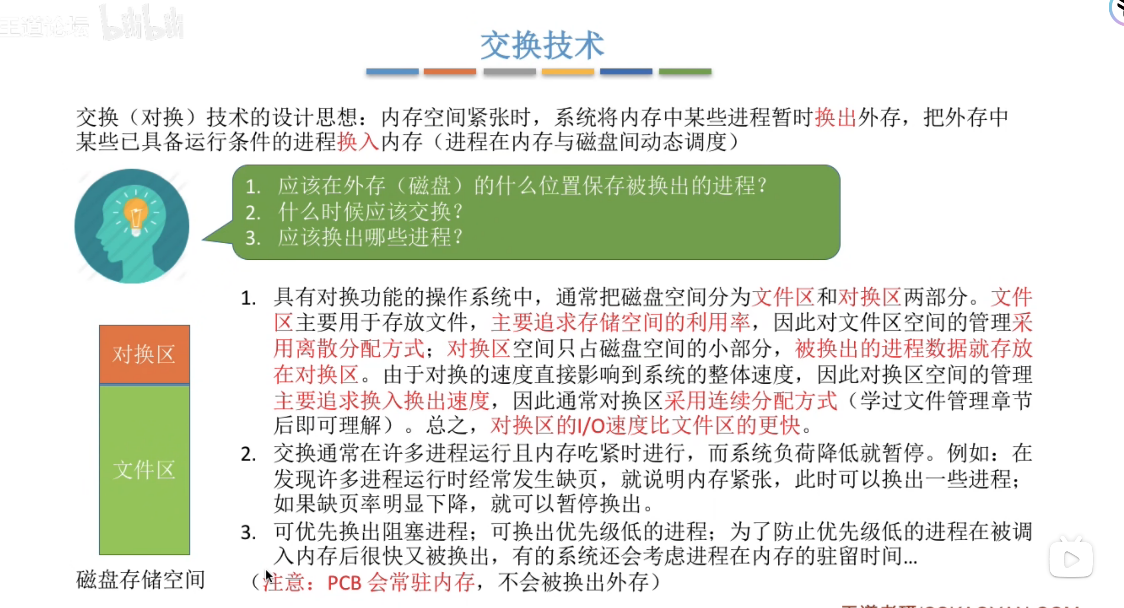 王道论坛 bilibili
交换技术
交换（对换）技术的设计思想：内存空间紧张时，系统将内存中某些进程暂时换出外存，把外存中
某些已具备运行条件的进程换入内存（进程在内存与磁盘间动态调度）
1. 应该在外存（磁盘）的什么位置保存被换出的进程？
2. 什么时候应该交换？
3. 应该换出哪些进程？
1. 具有对换功能的操作系统中，通常把磁盘空间分为文件区和对换区两部分。文件
区主要用于存放文件，主要追求存储空间的利用率，因此对文件区空间的管理采
用离散分配方式；对换区空间只占磁盘空间的小部分，被换出的进程数据就存放
在对换区。由于对换的速度直接影响到系统的整体速度，因此对换区空间的管理
主要追求换入换出速度，因此通常对换区采用连续分配方式（学过文件管理章节
后即可理解）。总之，对换区的I/O速度比文件区的更快。
2. 交换通常在许多进程运行且内存吃紧时进行，而系统负荷降低就暂停。例如：在
发现许多进程运行时经常发生缺页，就说明内存紧张，此时可以换出一些进程；
如果缺页率明显下降，就可以暂停换出。
3. 可优先换出阻塞进程；可换出优先级低的进程；为了防止优先级低的进程在被调
入内存后很快又被换出，有的系统还会考虑进程在内存的驻留时间…
（注意：PCB 会常驻内存，不会被换出外存）
对换区
文件区
磁盘存储空间